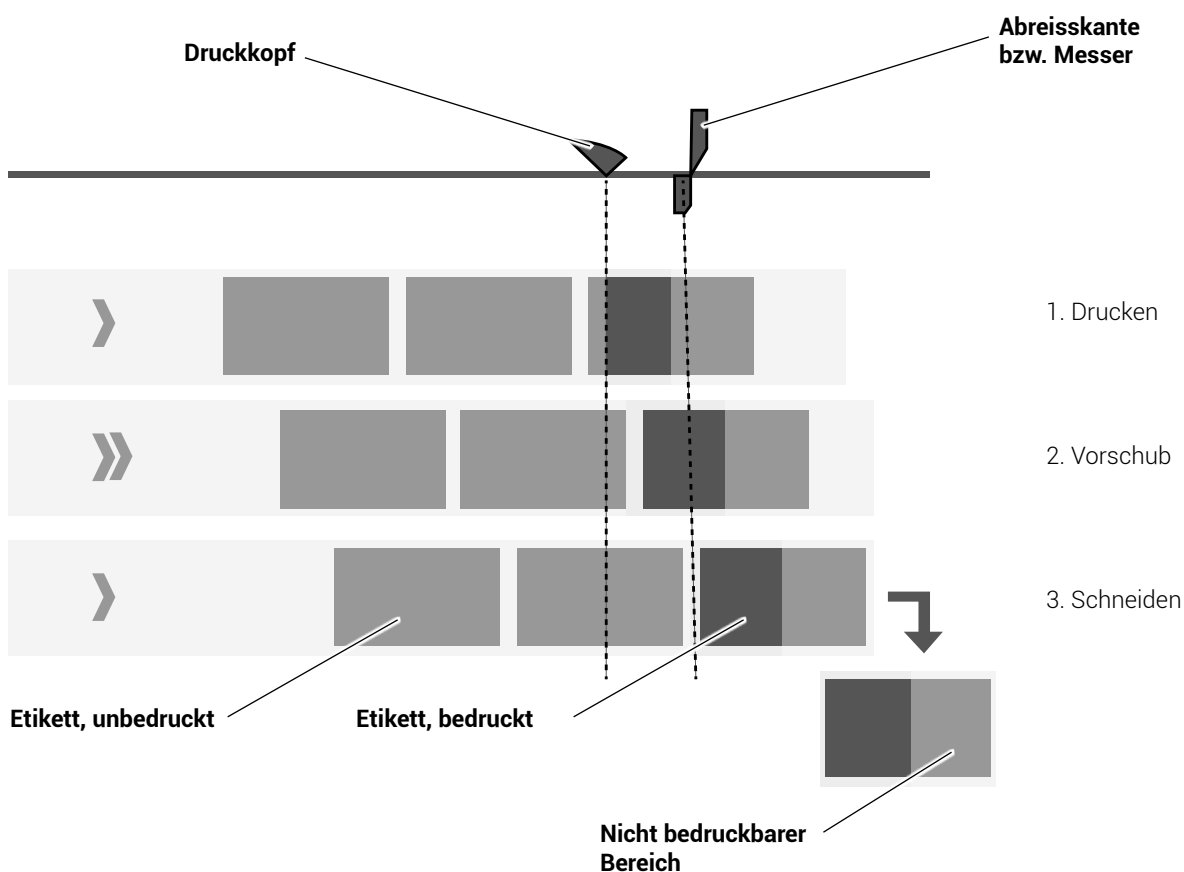 Druckkopf
Abreisskante
bzw. Messer
1. Drucken
2. Vorschub
3. Schneiden
Etikett, unbedruckt
Etikett, bedruckt
Nicht bedruckbarer
Bereich